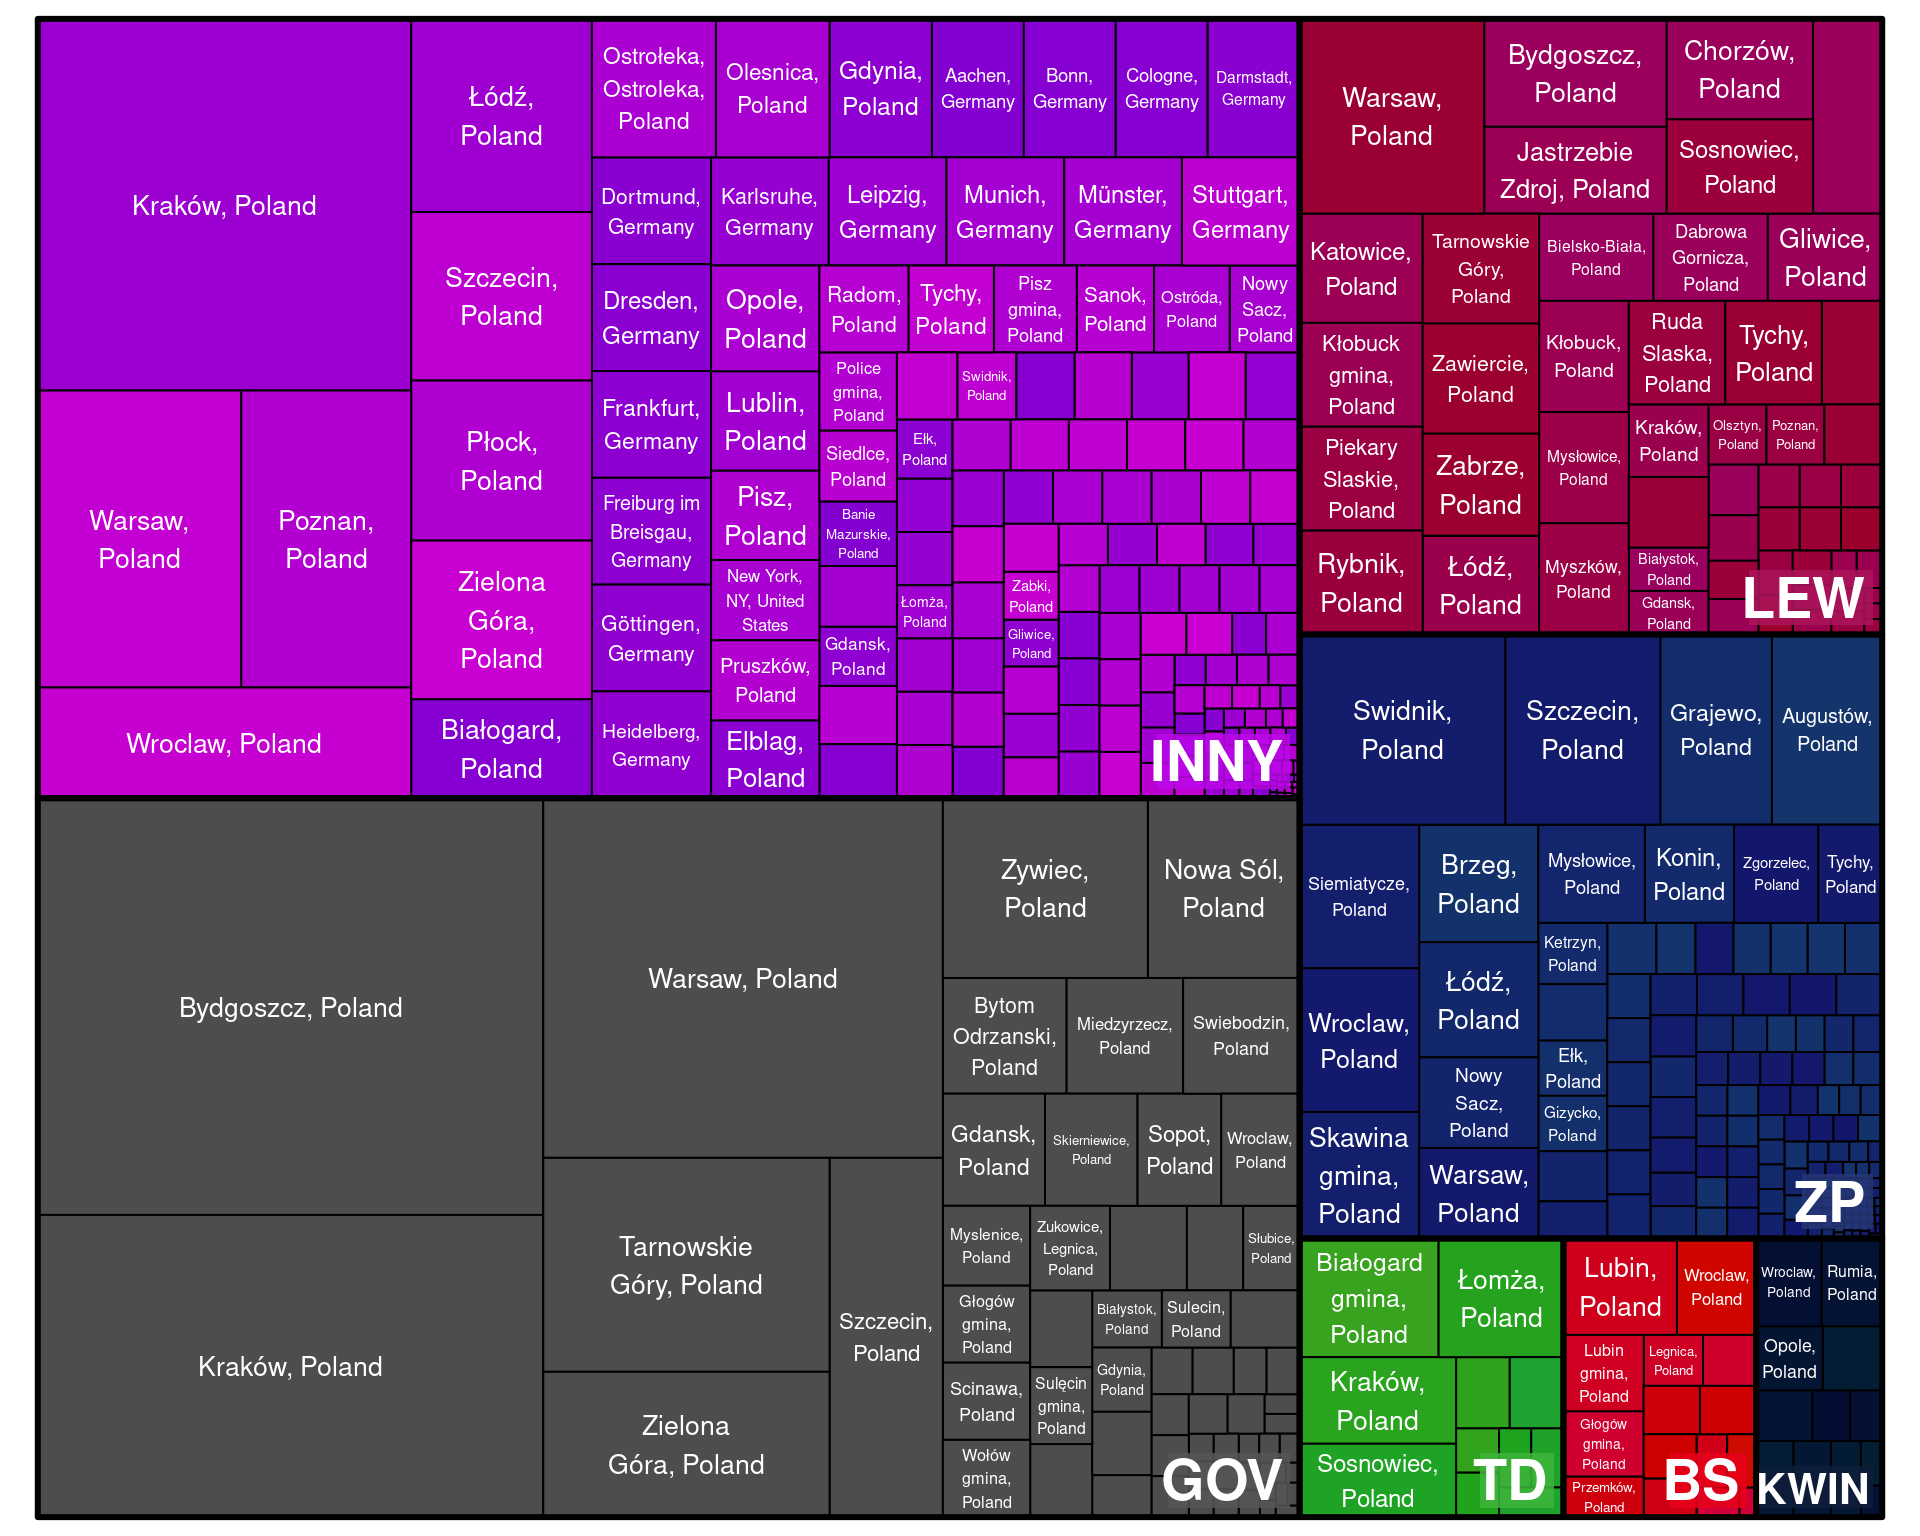 Kraków, Poland
Łódź,
Poland
Szczecin,
Poland
Płock,
Poland
Zielona
Góra,
Poland
Białogard,
Poland
Warsaw,
Poland
Poznan,
Poland
Wroclaw, Poland
Ostrołeka,
Ostroleka,
Poland
Olesnica,
Poland
Gdynia,
Poland
Aachen,
Germany
Bonn,
Germany
Cologne,
Germany
Darmstadt,
Germany
Dortmund,
Germany
Karlsruhe,
Germany
Leipzig,
Germany
Munich,
Germany
Münster,
Germany
Stuttgart,
Germany
Dresden,
Germany
Frankfurt,
Germany
Freiburg im
Breisgau,
Germany
Göttingen,
Germany
Heidelberg,
Germany
Opole,
Poland
Lublin,
Poland
Pisz,
Poland
New York,
NY, United
States
Pruszków,
Poland
Elblag,
Poland
Radom,
Poland
Tychy,
Poland
Pisz
gmina,
Poland
Sanok,
Poland
Ostróda,
Poland
Nowy
Sacz,
Poland
Police
gmina,
Poland
Siedlce,
Poland
Banie
Mazurskie,
Poland
Gdansk,
Poland
Swidnik,
Poland
Ełk,
Poland
Łomża,
Poland
Zabki,
Poland
Gliwice,
Poland
INNY
Warsaw,
Poland
Bydgoszcz,
Poland
Jastrzebie
Zdroj, Poland
Chorzów,
Poland
Sosnowiec,
Poland
Katowice,
Poland
Kłobuck
gmina,
Poland
Piekary
Slaskie,
Poland
Rybnik,
Poland
Tarnowskie
Góry,
Poland
Zawiercie,
Poland
Zabrze,
Poland
Łódź,
Poland
Bielsko-Biała,
Poland
Dabrowa
Gornicza,
Poland
Gliwice,
Poland
Kłobuck,
Poland
Mysłowice,
Poland
Myszków,
Poland
Ruda
Slaska,
Poland
Tychy,
Poland
Kraków,
Poland
Olsztyn,
Poland
Poznan,
Poland
Białystok,
Poland
Gdansk,
Poland
LEW
Swidnik,
Poland
Szczecin,
Poland
Grajewo,
Poland
Augustów,
Poland
Siemiatycze,
Poland
Wroclaw,
Poland
Skawina
gmina,
Poland
Brzeg,
Poland
Łódź,
Poland
Nowy
Sacz,
Poland
Warsaw,
Poland
Mysłowice,
Poland
Konin,
Poland
Zgorzelec,
Poland
Tychy,
Poland
Ketrzyn,
Poland
Ełk,
Poland
Gizycko,
Poland
ZP
Bydgoszcz, Poland
Kraków, Poland
Warsaw, Poland
Tarnowskie
Góry, Poland
Zielona
Góra, Poland
Szczecin,
Poland
Zywiec,
Poland
Nowa Sól,
Poland
Bytom
Odrzanski,
Poland
Miedzyrzecz,
Poland
Swiebodzin,
Poland
Gdansk,
Poland
Skierniewice,
Poland
Sopot,
Poland
Wroclaw,
Poland
Myslenice,
Poland
Głogów
gmina,
Poland
Scinawa,
Poland
Wołów
gmina,
Poland
Zukowice,
Legnica,
Poland
Słubice,
Poland
Sulęcin
gmina,
Poland
Białystok,
Poland
Sulecin,
Poland
Gdynia,
Poland
GOV
Białogard
gmina,
Poland
Łomża,
Poland
Kraków,
Poland
Sosnowiec,
Poland
TD
Lubin,
Poland
Wroclaw,
Poland
Lubin
gmina,
Poland
Legnica,
Poland
Głogów
gmina,
Poland
Przemków,
Poland
BS
Wroclaw,
Poland
Rumia,
Poland
Opole,
Poland
KWIN